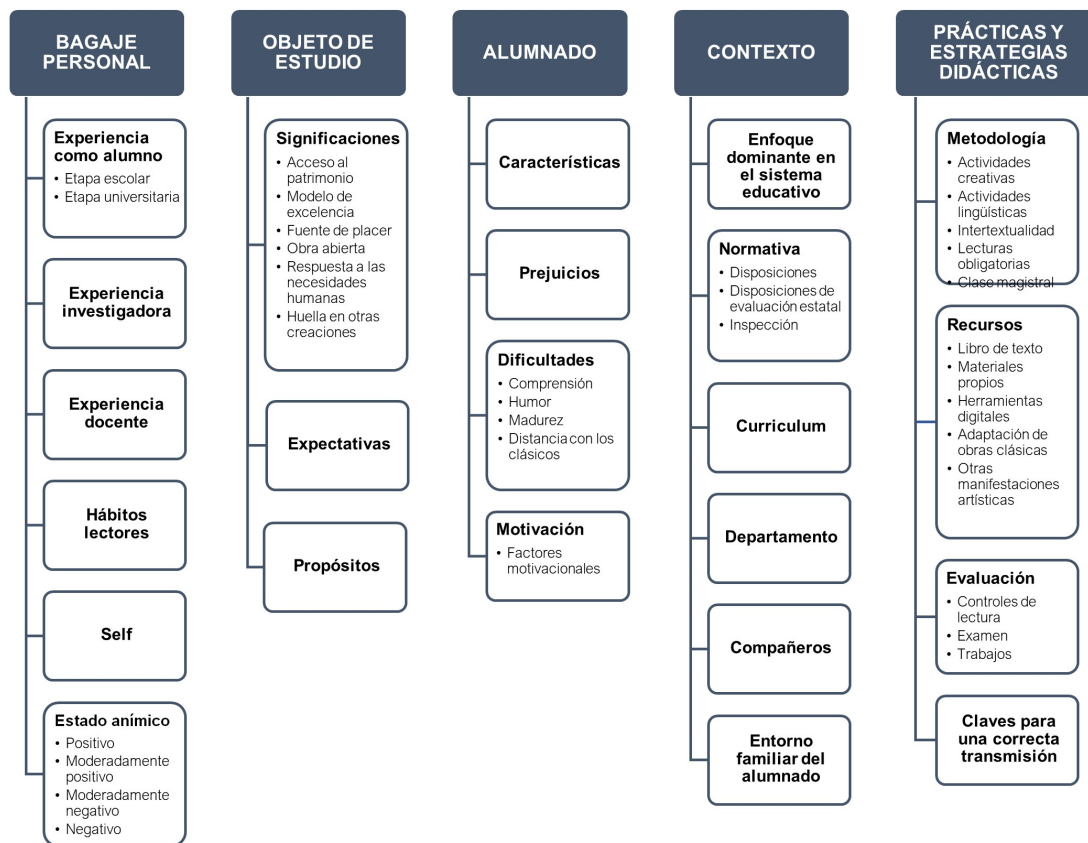 BAGAJE
PERSONAL
Experiencia
como alumno
• Etapa escolar
• Etapa universitaria
Experiencia
investigadora
Experiencia
docente
Hábitos
lectores
Self
Estado anímico
• Positivo
• Moderadamente
positivo
• Moderadamente
negativo
• Negativo
OBJETO DE
ESTUDIO
Significaciones
• Acceso al
patrimonio
• Modelo de
excelencia
• Fuente de placer
• Obra abierta
• Respuesta a las
necesidades
humanas
• Huella en otras
creaciones
Expectativas
Propósitos
ALUMNADO
Características
Prejuicios
Dificultades
• Comprensión
• Humor
• Madurez
• Distancia con los
clásicos
Motivación
• Factores
motivacionales
CONTEXTO
Enfoque
dominante en
el sistema
educativo
Normativa
• Disposiciones
• Disposiciones de
evaluación estatal
• Inspección
Curriculum
Departamento
Compañeros
Entorno
familiar del
alumnado
PRÁCTICAS Y
ESTRATEGIAS
DIDÁCTICAS
Metodología
• Actividades
creativas
• Actividades
lingüísticas
• Intertextualidad
• Lecturas
obligatorias
• Clase magistral
Recursos
• Libro de texto
• Materiales
propios
• Herramientas
digitales
• Adaptación de
obras clásicas
• Otras
manifestaciones
artísticas
Evaluación
• Controles de
lectura
• Examen
• Trabajos
Claves para
una correcta
transmisión